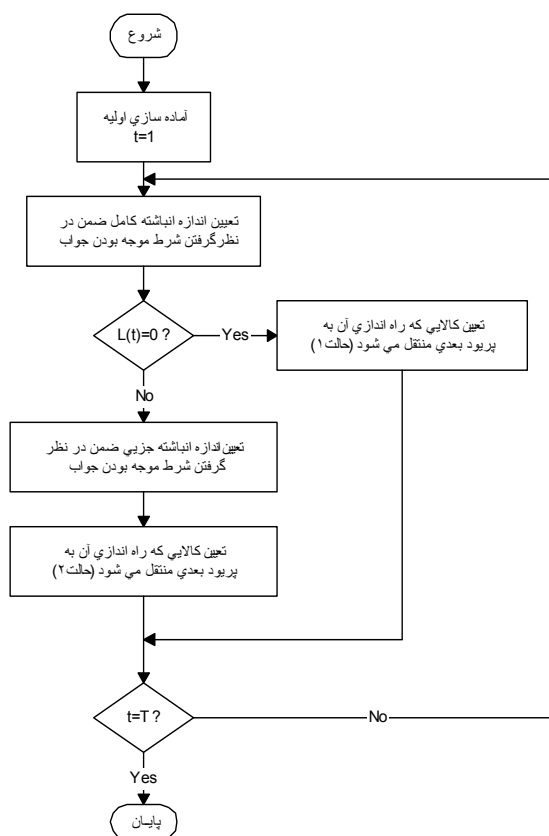 شروع
آماده سازي اوليه
t=1
تعيين اندازه انباشته كامل ضمن در
نظرگرفتن شرط موجه بودن جواب
L(t)=0 ?
Yes
تعيين كالايي كه راه اندازي آن به
پريود بعدي منتقل مي شود (حالت۱)
No
تعيين اندازه انباشته جزيي ضمن در نظر
گرفتن شرط موجه بودن جواب
تعيين كالايي كه راه اندازي آن به
پريود بعدي منتقل مي شود (حالت۲)
t=T ?
No
Yes
پايـان